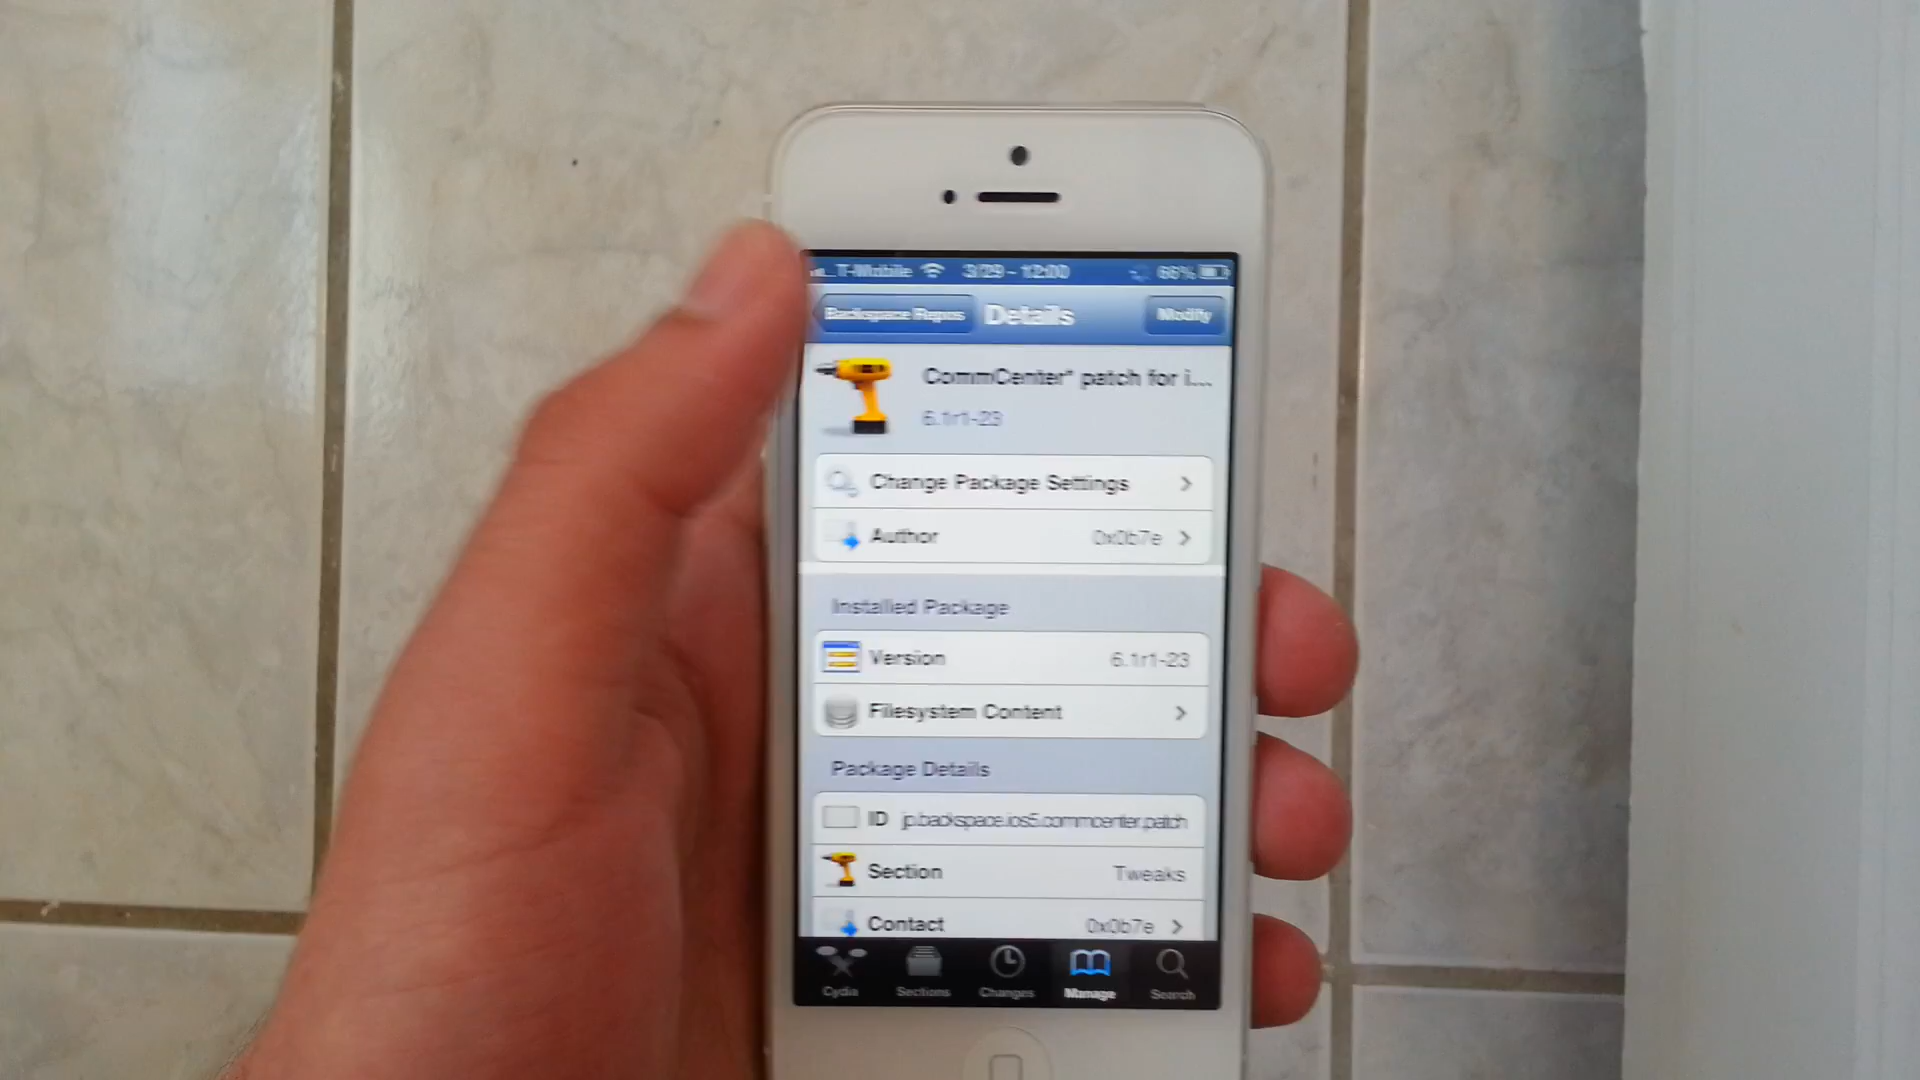 T-Mobile 3/29 - 12:00 66%
Backspace Repos Details Modify
CommCenter* patch for i...
6.1r1-23
Change Package Settings
Author 0x0b7e
Installed Package
Version 6.1r1-23
Filesystem Content
Package Details
ID jp.backspace.ios5.commcenter.patch
Section Tweaks
Contact 0x0b7e
Cydia Sections Changes Manage Search